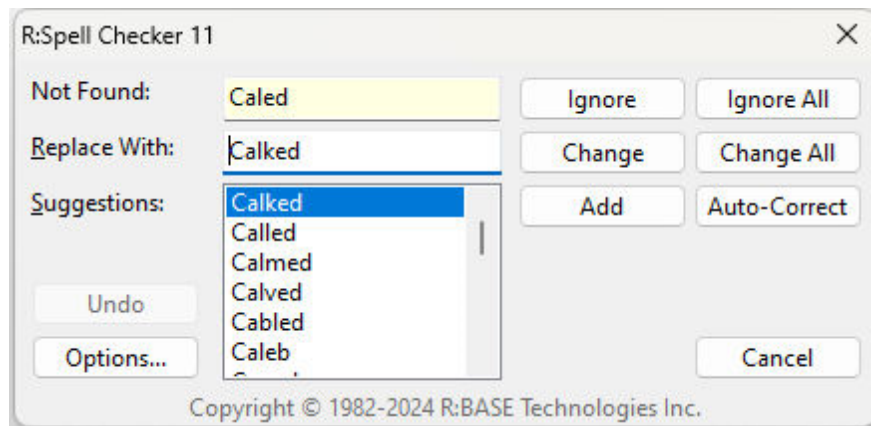 R:Spell Checker 11
Not Found: Caled Ignore Ignore All
Replace With: Calked Change Change All
Suggestions: Calked Add Auto-Correct
Called
Calmed
Calved
Undo Cabled
Options... Caleb Cancel
Copyright © 1982-2024 R:BASE Technologies Inc.